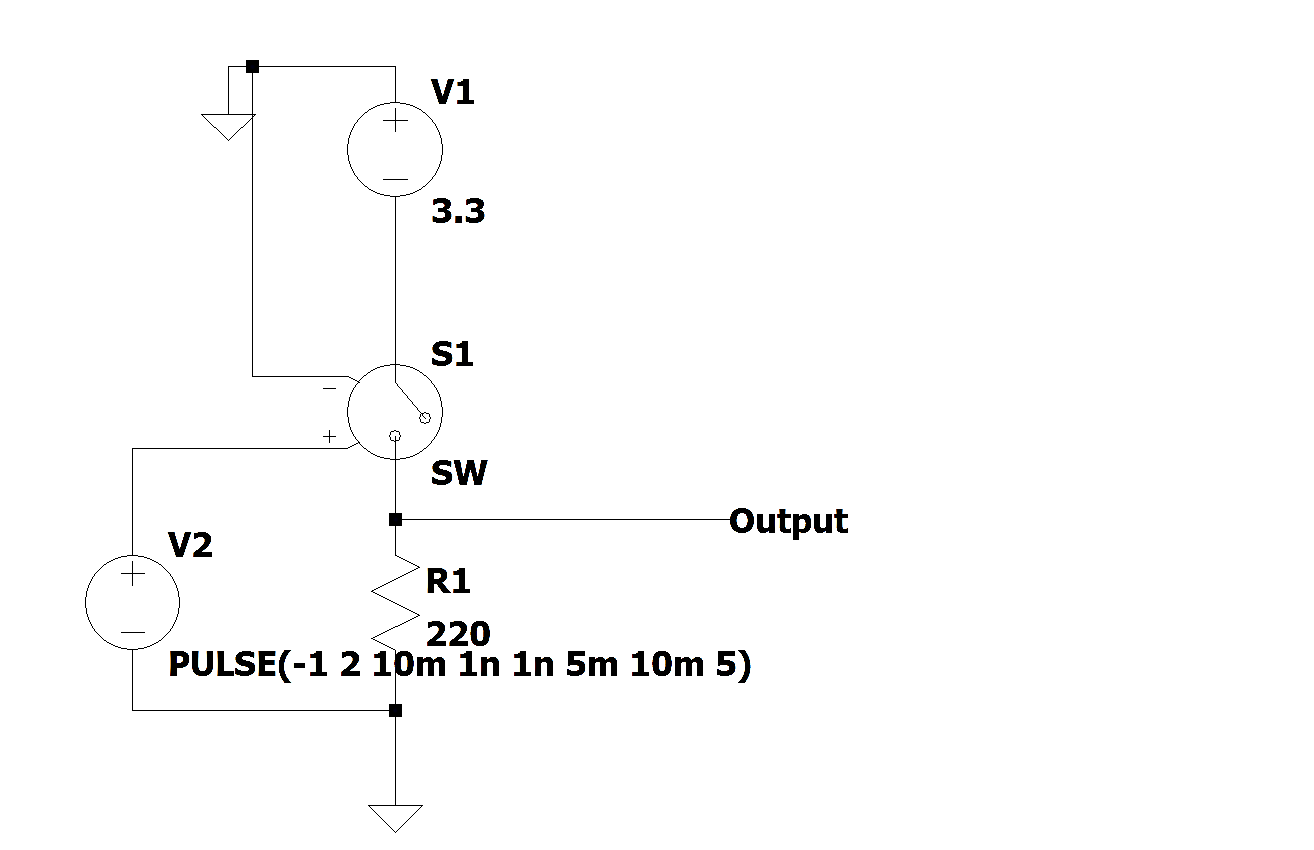 V1
3.3
S1
SW
Output
V2
R1
220
PULSE(-1 2 10m 1n 1n 5m 10m 5)